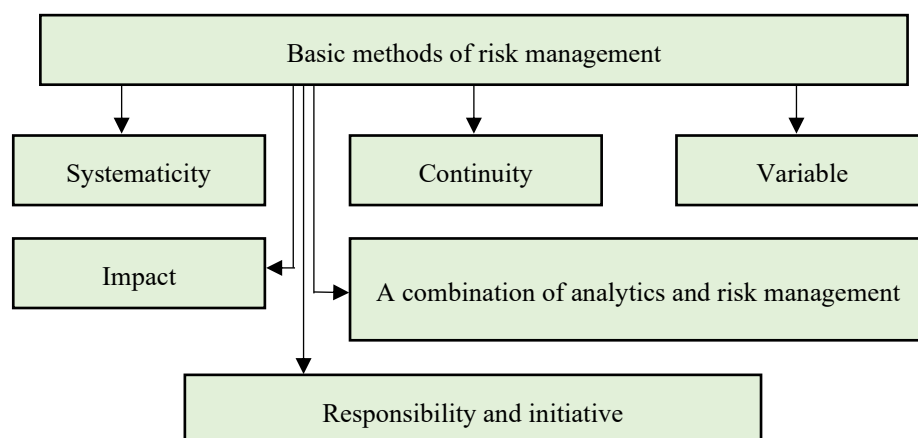 Basic methods of risk management
Systematicity
Continuity
Variable
Impact
A combination of analytics and risk management
Responsibility and initiative